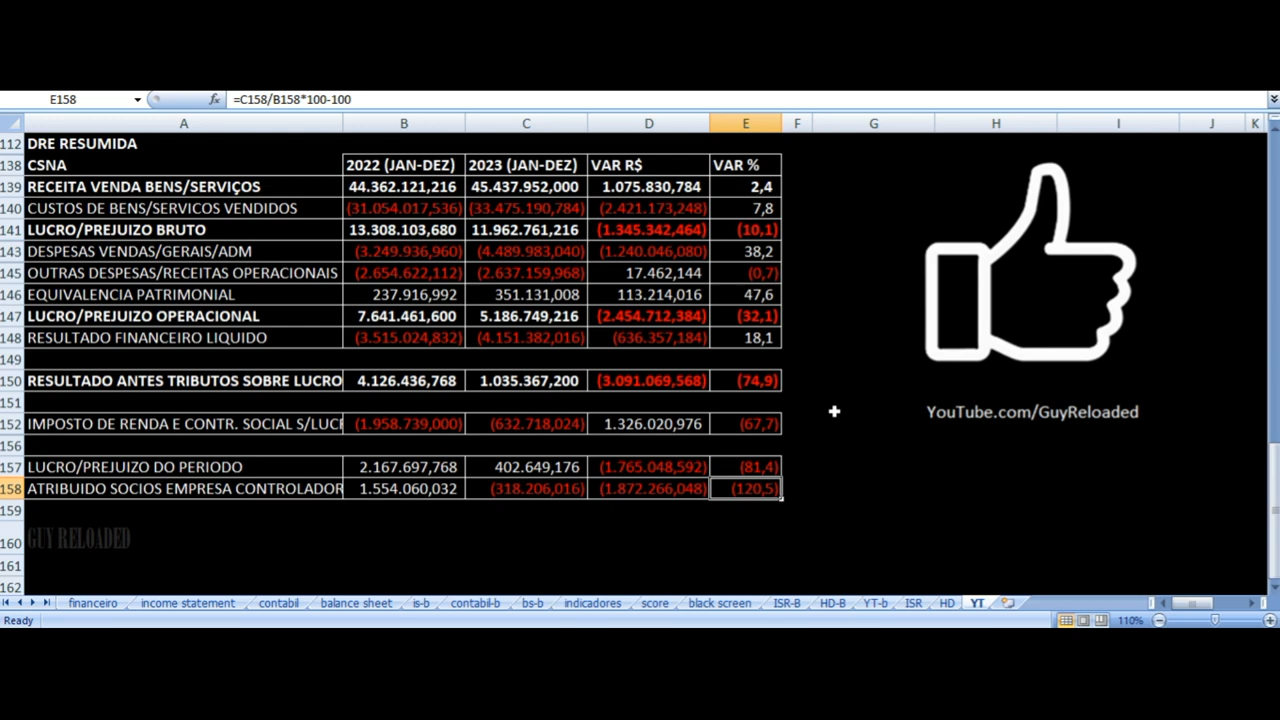 E158 fx =C158/B158*100-100
A B C D E F G H I J K
112 DRE RESUMIDA
138 CSNA 2022 (JAN-DEZ) 2023 (JAN-DEZ) VAR R$ VAR %
139 RECEITA VENDA BENS/SERVIÇOS 44.362.121,216 45.437.952,000 1.075.830,784 2,4
140 CUSTOS DE BENS/SERVICOS VENDIDOS (31.054.017,536) (33.475.190,784) (2.421.173,248) 7,8
141 LUCRO/PREJUIZO BRUTO 13.308.103,680 11.962.761,216 (1.345.342,464) (10,1)
143 DESPESAS VENDAS/GERAIS/ADM (3.249.936,960) (4.489.983,040) (1.240.046,080) 38,2
145 OUTRAS DESPESAS/RECEITAS OPERACIONAIS (2.654.622,112) (2.637.159,968) 17.462,144 (0,7)
146 EQUIVALENCIA PATRIMONIAL 237.916,992 351.131,008 113.214,016 47,6
147 LUCRO/PREJUIZO OPERACIONAL 7.641.461,600 5.186.749,216 (2.454.712,384) (32,1)
148 RESULTADO FINANCEIRO LIQUIDO (3.515.024,832) (4.151.382,016) (636.357,184) 18,1
149
150 RESULTADO ANTES TRIBUTOS SOBRE LUCRO 4.126.436,768 1.035.367,200 (3.091.069,568) (74,9)
151
152 IMPOSTO DE RENDA E CONTR. SOCIAL S/LUCR (1.958.739,000) (632.718,024) 1.326.020,976 (67,7)
156
157 LUCRO/PREJUIZO DO PERIODO 2.167.697,768 402.649,176 (1.765.048,592) (81,4)
158 ATRIBUIDO SOCIOS EMPRESA CONTROLADOR 1.554.060,032 (318.206,016) (1.872.266,048) (120,5)
159
160 GUY RELOADED
161
162
YouTube.com/GuyReloaded
financeiro income statement contabil balance sheet is-b contabil-b bs-b indicadores score black screen ISR-B HD-B YT-b ISR HD YT
Ready 110%